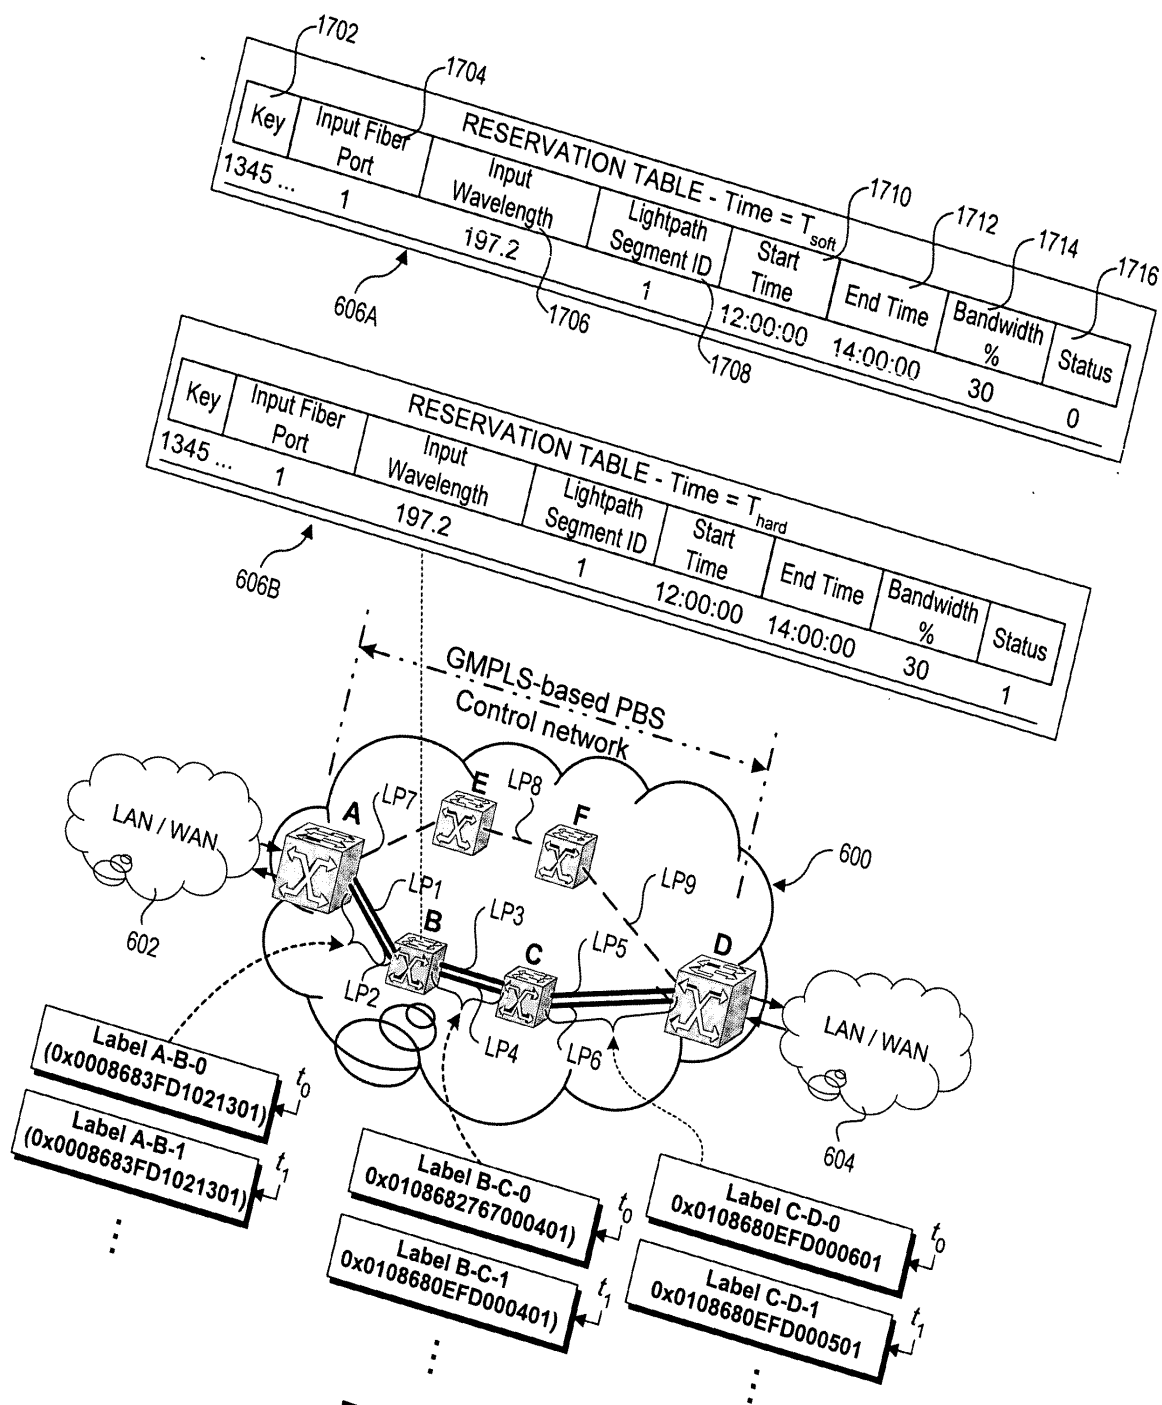 1702
1704
RESERVATION TABLE - Time = Tsoft
1710
1712
1714
1716
Key
Input Fiber Port
Input Wavelength
Lightpath Segment ID
Start Time
End Time
Bandwidth %
Status
1345 ...
1
197.2
1
12:00:00
14:00:00
30
0
606A
1706
1708
RESERVATION TABLE - Time = Thard
Key
Input Fiber Port
Input Wavelength
Lightpath Segment ID
Start Time
End Time
Bandwidth %
Status
1345 ...
1
197.2
1
12:00:00
14:00:00
30
1
606B
GMPLS-based PBS
Control network
LAN / WAN
602
A
LP7
E
LP8
F
600
LP1
B
LP3
C
LP5
LP9
D
LP2
LP4
LP6
LAN / WAN
604
Label A-B-0
(0x0008683FD1021301)
t0
Label A-B-1
(0x0008683FD1021301)
t1
Label B-C-0
0x0108682767000401)
t0
Label B-C-1
0x0108680EFD000401)
t1
Label C-D-0
0x0108680EFD000601
t0
Label C-D-1
0x0108680EFD000501
t1